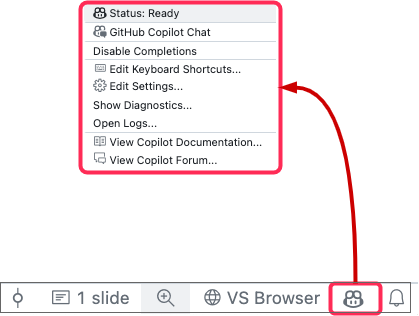 Status: Ready
GitHub Copilot Chat
Disable Completions
Edit Keyboard Shortcuts...
Edit Settings...
Show Diagnostics...
Open Logs...
View Copilot Documentation...
View Copilot Forum...
1 slide VS Browser